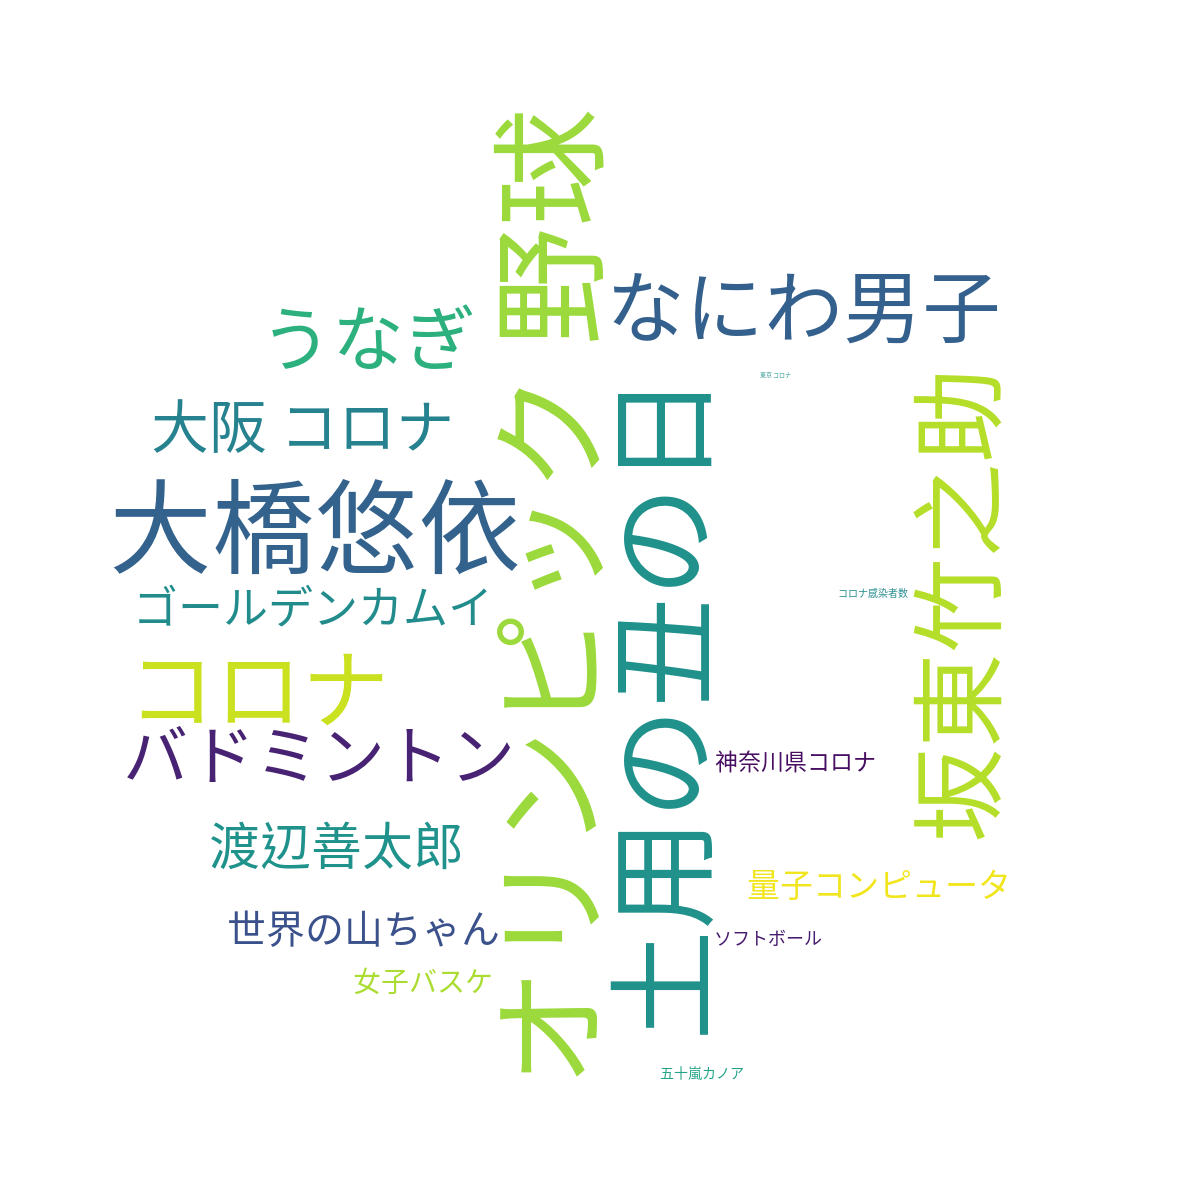 オリンピック 野球
なにわ男子
うなぎ
東京 コロナ
土用の丑の日
坂東竹之助
大阪 コロナ
大橋悠依
ゴールデンカムイ
コロナ感染者数
コロナ
バドミントン
神奈川県コロナ
渡辺善太郎
量子コンピュータ
世界の山ちゃん
ソフトボール
女子バスケ
五十嵐カノア